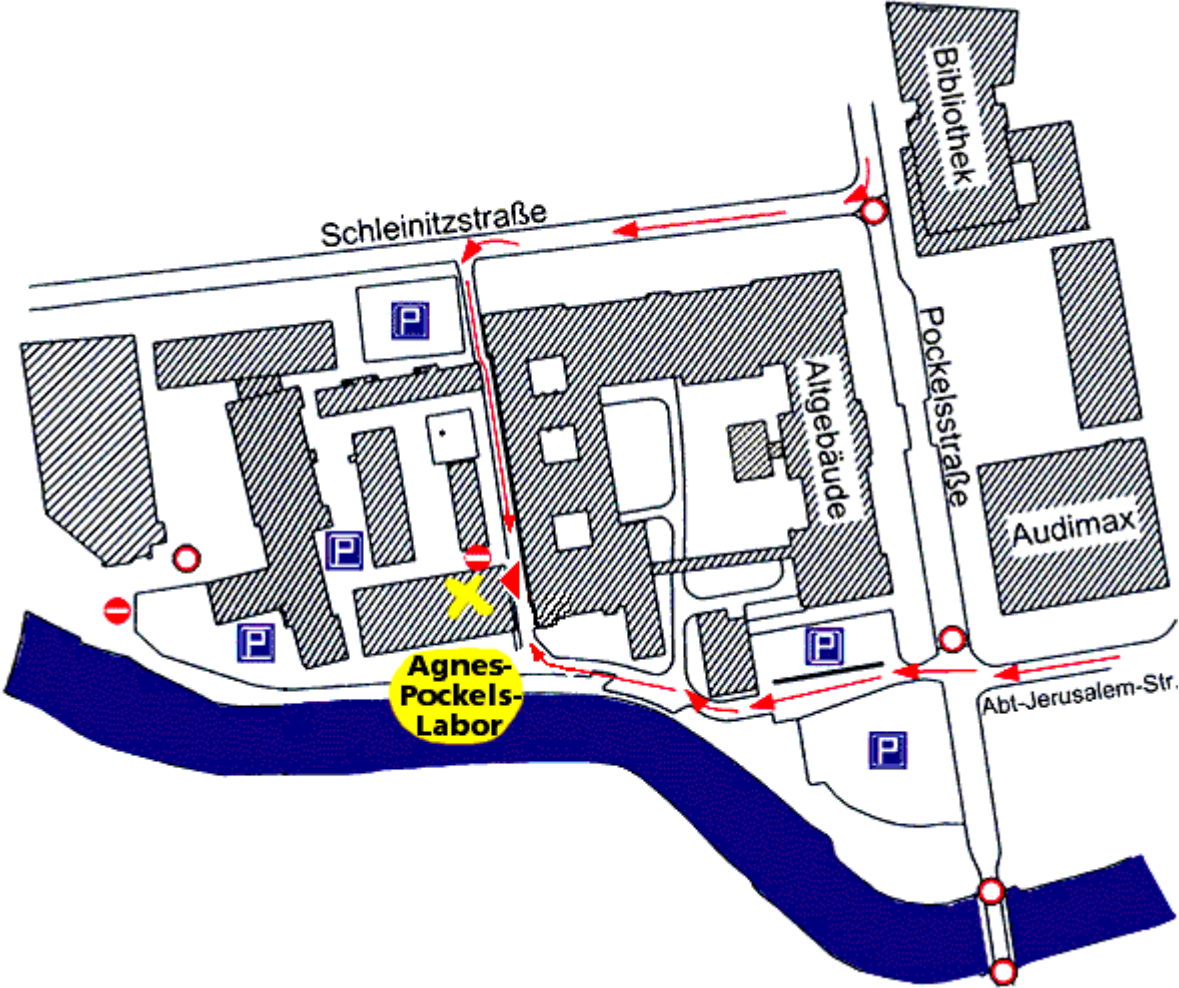 Bibliothek
Schleinitzstraße
P
Pockelsstraße
Altgebäude
Audimax
P
P
P
Agnes-
Pockels-
Labor
Abt-Jerusalem-Str.
P